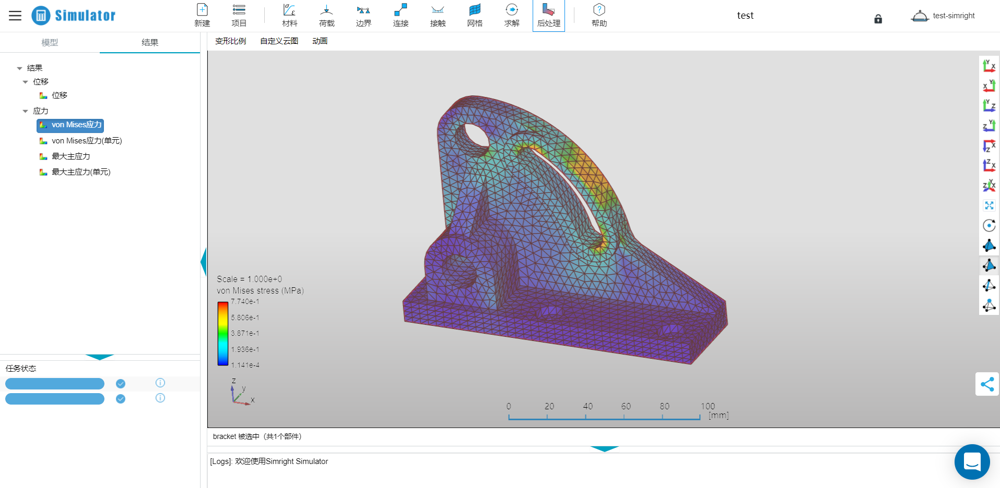 Simulator
新建
项目
材料
荷载
边界
连接
接触
网格
求解
后处理
帮助
test
test-simright
模型
结果
变形比例
自定义云图
动画
结果
位移
位移
应力
von Mises应力
von Mises应力(单元)
最大主应力
最大主应力(单元)
Scale = 1.000e+0
von Mises stress (MPa)
7.740e-1
5.806e-1
3.871e-1
1.936e-1
1.141e-4
Z
y
X
0 20 40 60 80 100
[mm]
Y X
X Y
Y Z
Z Y
X Z
Z X
Z Y X
任务状态
bracket 被选中（共1个部件）
[Logs]: 欢迎使用Simright Simulator